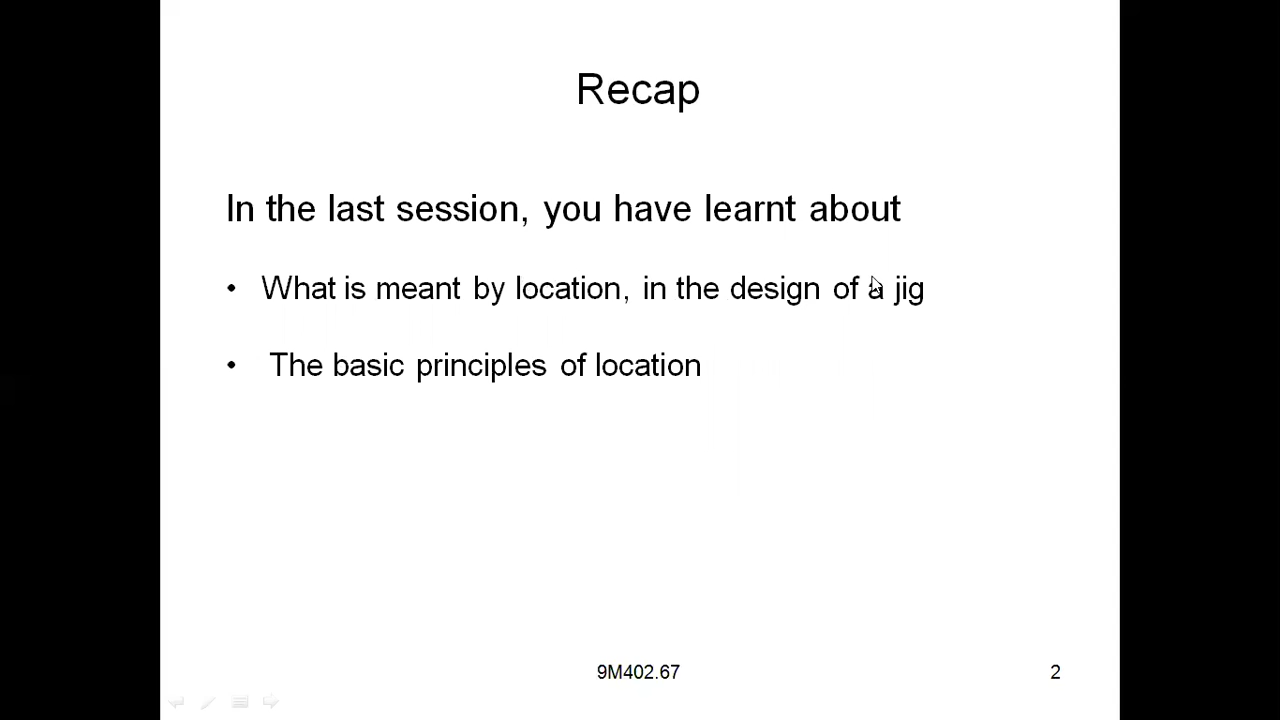 Recap
In the last session, you have learnt about
• What is meant by location, in the design of a jig
• The basic principles of location
9M402.67
2